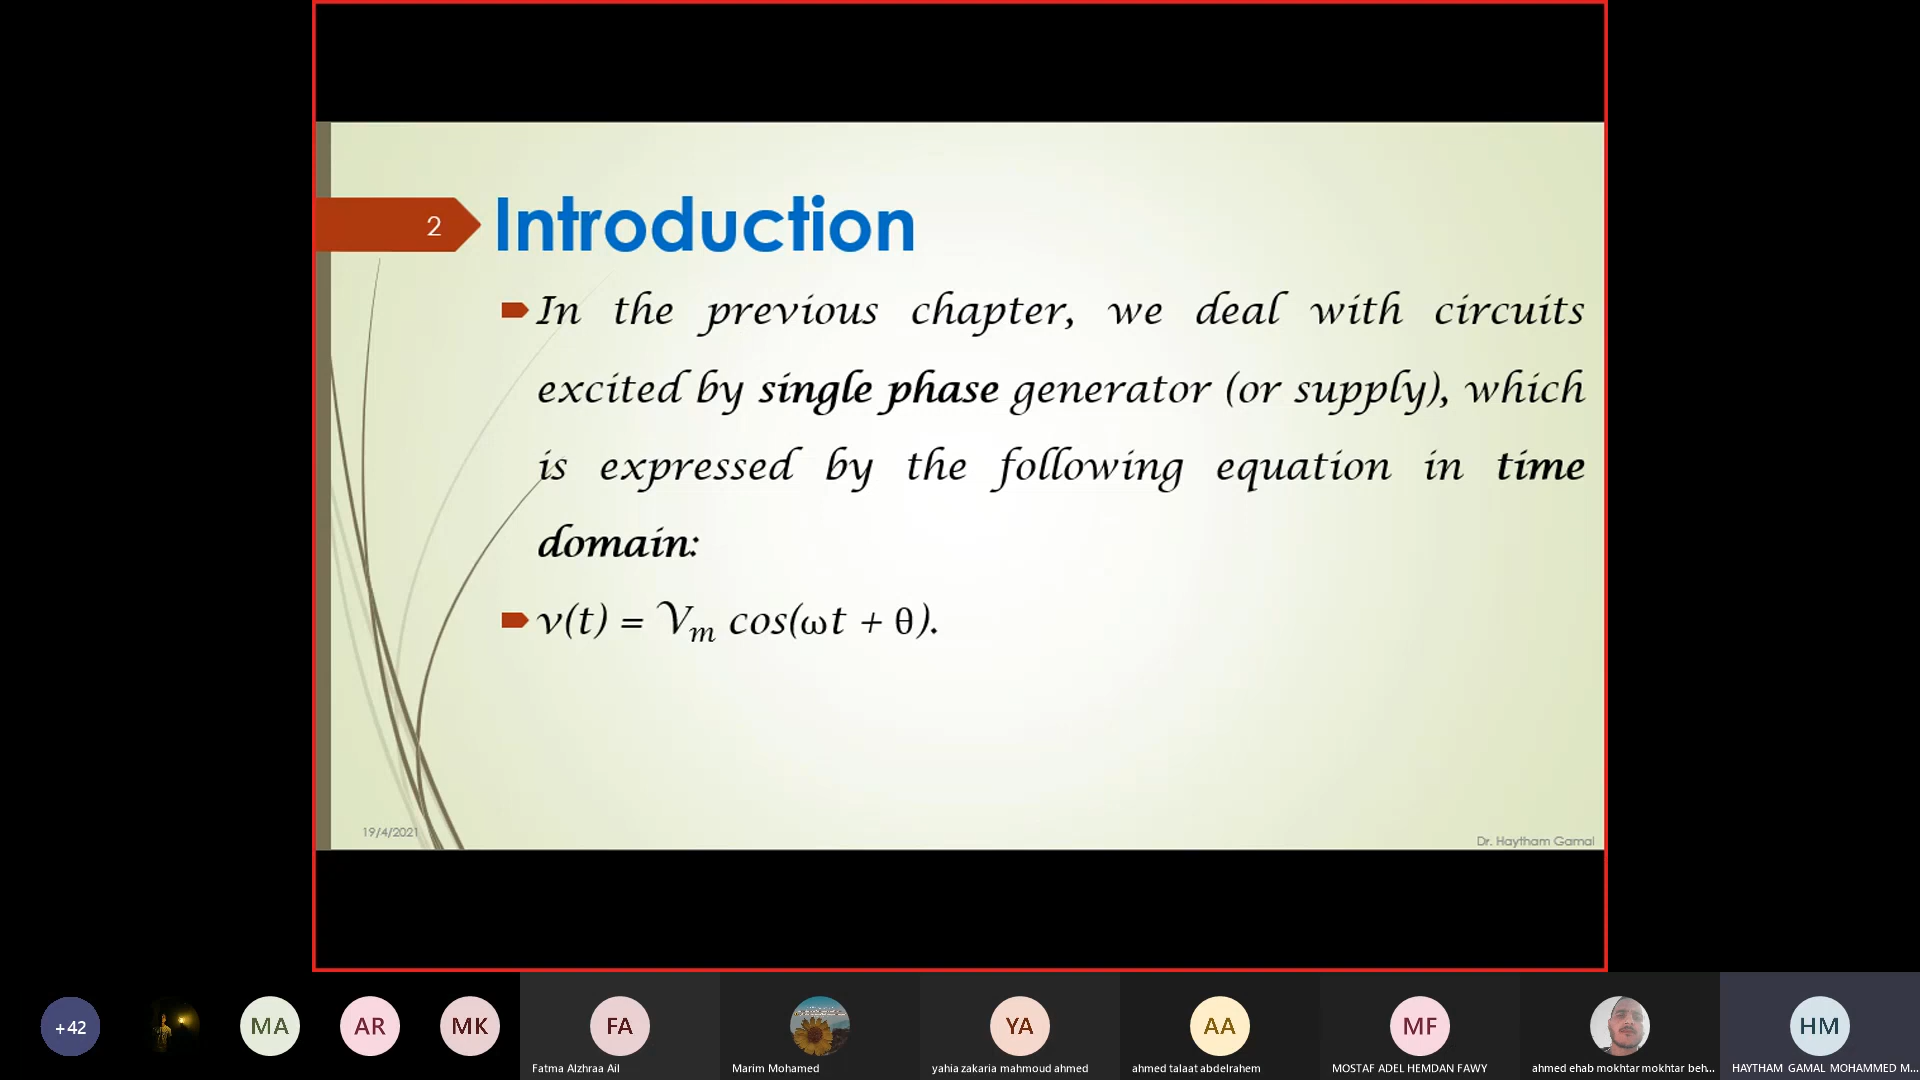 2
Introduction
In the previous chapter, we deal with circuits
excited by single phase generator (or supply), which
is expressed by the following equation in time
domain:
v(t) = Vm cos(ωt + θ).
19/4/2021
Dr. Haytham Gamal
+42
MA
AR
MK
FA
YA
AA
MF
HM
Fatma Alzhraa Ail
Marim Mohamed
yahia zakaria mahmoud ahmed
ahmed talaat abdelrahem
MOSTAF ADEL HEMDAN FAWY
ahmed ehab mokhtar mokhtar beh...
HAYTHAM GAMAL MOHAMMED M...